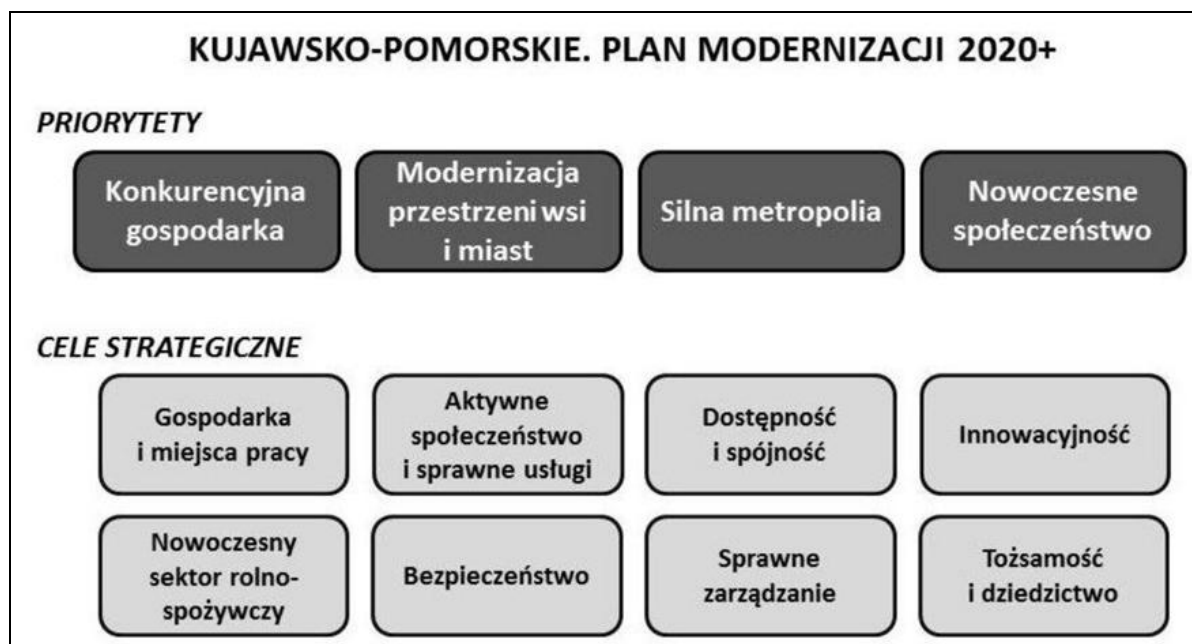 KUJAWSKO-POMORSKIE. PLAN MODERNIZACJI 2020+
PRIORYTETY
Konkurencyjna
gospodarka
Modernizacja
przestrzeni wsi
i miast
Silna metropolia
Nowoczesne
społeczeństwo
CELE STRATEGICZNE
Gospodarka
i miejsca pracy
Aktywne
społeczeństwo
i sprawne usługi
Dostępność
i spójność
Innowacyjność
Nowoczesny
sektor rolno-
spożywczy
Bezpieczeństwo
Sprawne
zarządzanie
Tożsamość
i dziedzictwo